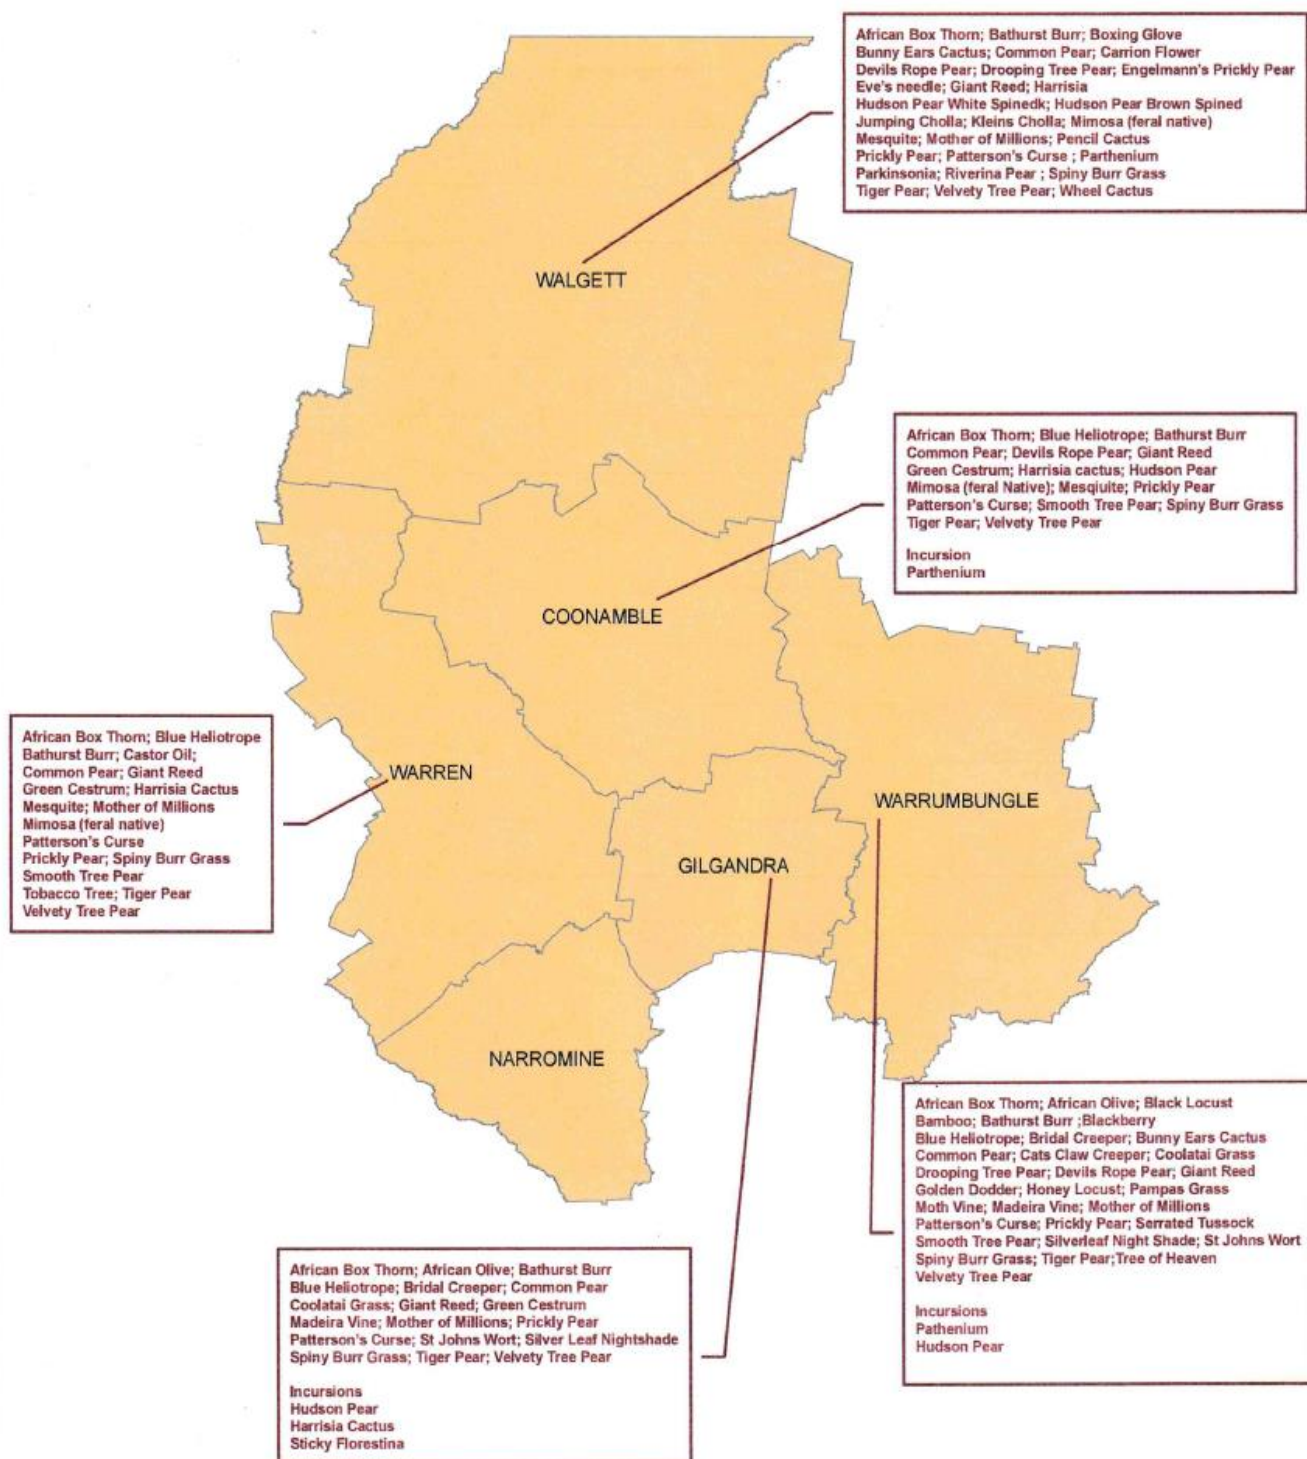 African Box Thorn; Bathurst Burr; Boxing Glove
Bunny Ears Cactus; Common Pear; Carrion Flower
Devils Rope Pear; Drooping Tree Pear; Engelmann's Prickly Pear
Eve's needle; Giant Reed; Harrisia
Hudson Pear White Spinedk; Hudson Pear Brown Spined
Jumping Cholla; Kleins Cholla; Mimosa (feral native)
Mesquite; Mother of Millions; Pencil Cactus
Prickly Pear; Patterson's Curse ; Parthenium
Parkinsonia; Riverina Pear ; Spiny Burr Grass
Tiger Pear; Velvety Tree Pear; Wheel Cactus
WALGETT
African Box Thorn; Blue Heliotrope; Bathurst Burr
Common Pear; Devils Rope Pear; Giant Reed
Green Cestrum; Harrisia cactus; Hudson Pear
Mimosa (feral Native); Mesqiuite; Prickly Pear
Patterson's Curse; Smooth Tree Pear; Spiny Burr Grass
Tiger Pear; Velvety Tree Pear
Incursion
Parthenium
COONAMBLE
African Box Thorn; Blue Heliotrope
Bathurst Burr; Castor Oil;
Common Pear; Giant Reed
Green Cestrum; Harrisia Cactus
Mesquite; Mother of Millions
Mimosa (feral native)
Patterson's Curse
Prickly Pear; Spiny Burr Grass
Smooth Tree Pear
Tobacco Tree; Tiger Pear
Velvety Tree Pear
WARREN
WARRUMBUNGLE
GILGANDRA
NARROMINE
African Box Thorn; African Olive; Black Locust
Bamboo; Bathurst Burr ;Blackberry
Blue Heliotrope; Bridal Creeper; Bunny Ears Cactus
Common Pear; Cats Claw Creeper; Coolatai Grass
Drooping Tree Pear; Devils Rope Pear; Giant Reed
Golden Dodder; Honey Locust; Pampas Grass
Moth Vine; Madeira Vine; Mother of Millions
Patterson's Curse; Prickly Pear; Serrated Tussock
Smooth Tree Pear; Silverleaf Night Shade; St Johns Wort
Spiny Burr Grass; Tiger Pear;Tree of Heaven
Velvety Tree Pear
Incursions
Pathenium
Hudson Pear
African Box Thorn; African Olive; Bathurst Burr
Blue Heliotrope; Bridal Creeper; Common Pear
Coolatai Grass; Giant Reed; Green Cestrum
Madeira Vine; Mother of Millions; Prickly Pear
Patterson's Curse; St Johns Wort; Silver Leaf Nightshade
Spiny Burr Grass; Tiger Pear; Velvety Tree Pear
Incursions
Hudson Pear
Harrisia Cactus
Sticky Florestina